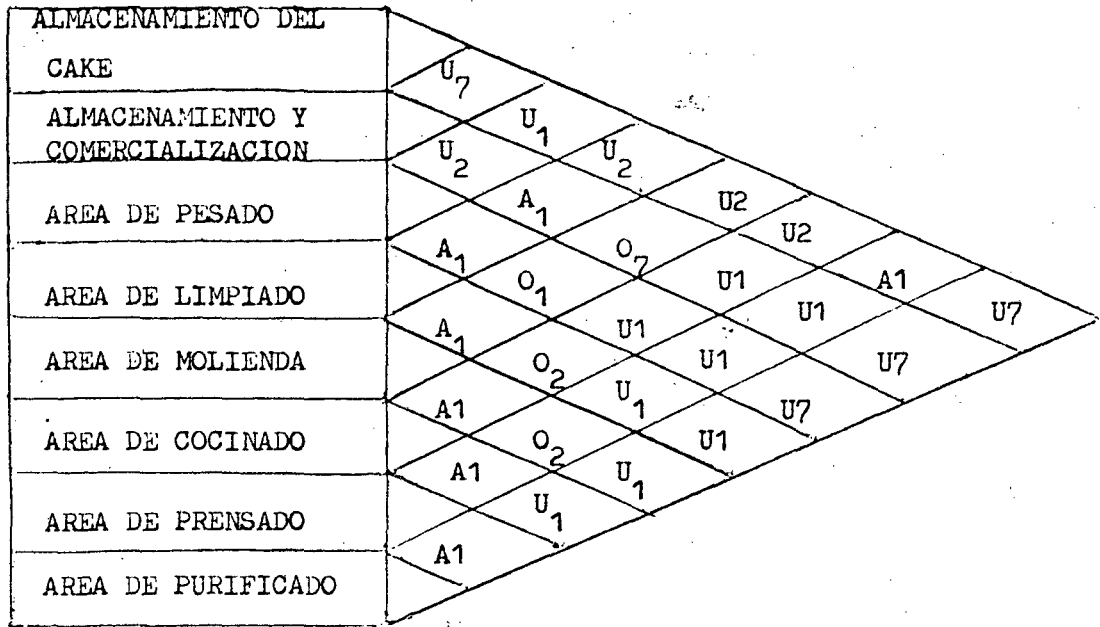 ALMACENAMIENTO DEL
CAKE
ALMACENAMIENTO Y
COMERCIALIZACION
AREA DE PESADO
AREA DE LIMPIADO
AREA DE MOLIENDA
AREA DE COCINADO
AREA DE PRENSADO
AREA DE PURIFICADO
U7
U1
U2
U2
U2
A1
U7
U2
A1
O7
U1
U1
U7
A1
O1
U1
U1
U7
A1
O2
U1
U1
A1
O2
U1
A1
U1
A1